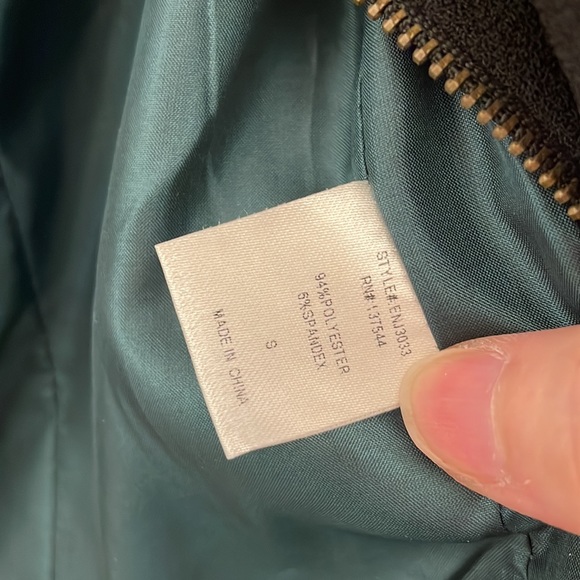 STYLE#:ENJ3033
RN#:137544
94%POLYESTER
6%SPANDEX
S
MADE IN CHINA